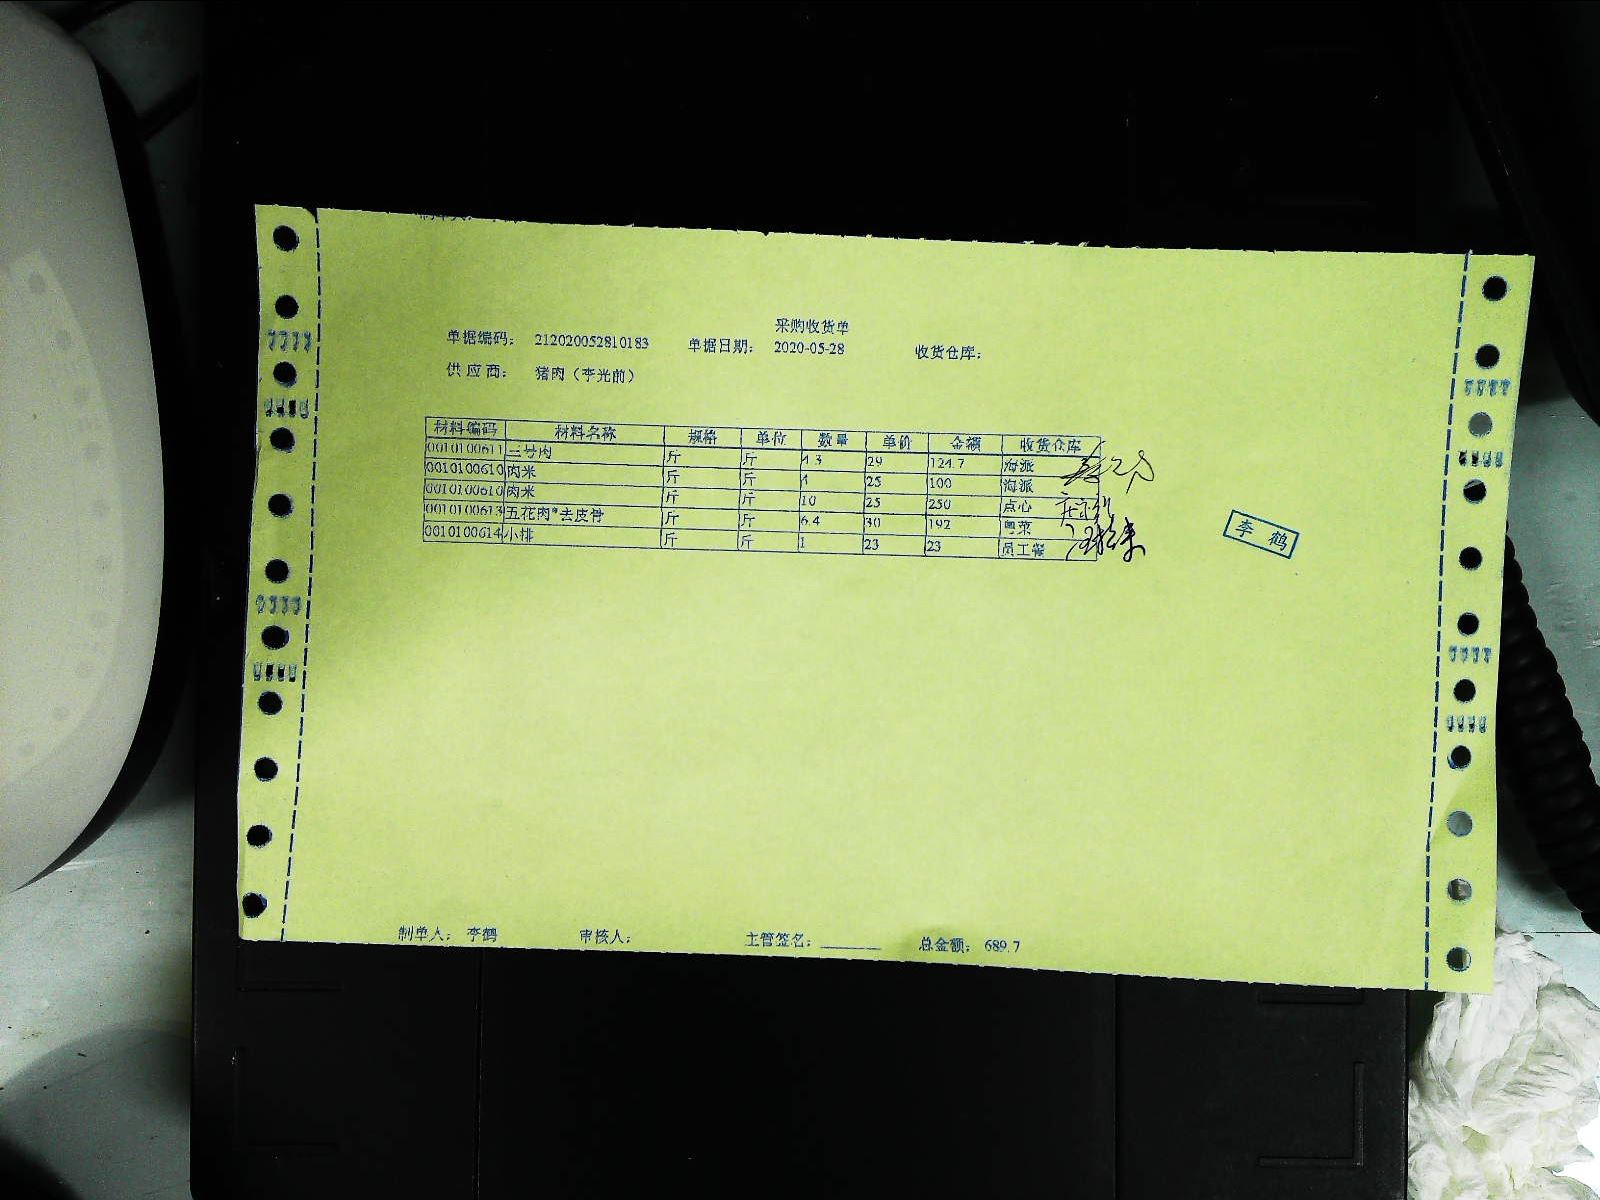 采购收货单
单据编码： 212020052810183 单据日期： 2020-05-28 收货仓库：
供应商： 猪肉（李光前）
材料编码 材料名称 规格 单位 数量 单价 金额 收货仓库
0010100611 二号肉 斤 斤 4.3 29 124.7 海派
0010100610 肉米 斤 斤 4 25 100 海派
0010100610 肉米 斤 斤 10 25 250 点心
0010100613 五花肉*去皮骨 斤 斤 6.4 30 192 粤菜
0010100614 小排 斤 斤 1 23 23 员工餐
李鹤
制单人： 李鹤 审核人： 主管签名：______ 总金额： 689.7